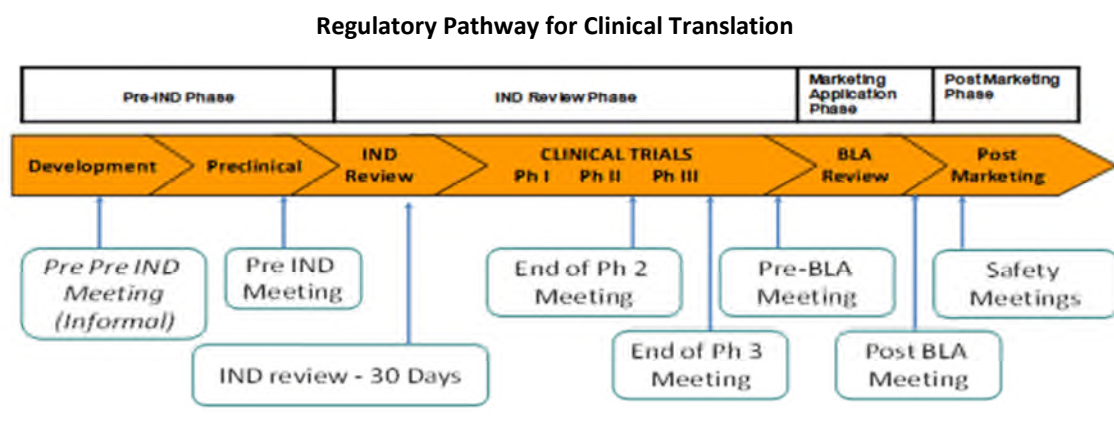 Regulatory Pathway for Clinical Translation
Pre-IND Phase
IND Review Phase
Marketing
Application
Phase
Post Marketing
Phase
Development
Preclinical
IND
Review
CLINICAL TRIALS
Ph I Ph II Ph III
BLA
Review
Post
Marketing
Pre Pre IND
Meeting
(Informal)
Pre IND
Meeting
IND review - 30 Days
End of Ph 2
Meeting
End of Ph 3
Meeting
Pre-BLA
Meeting
Post BLA
Meeting
Safety
Meetings